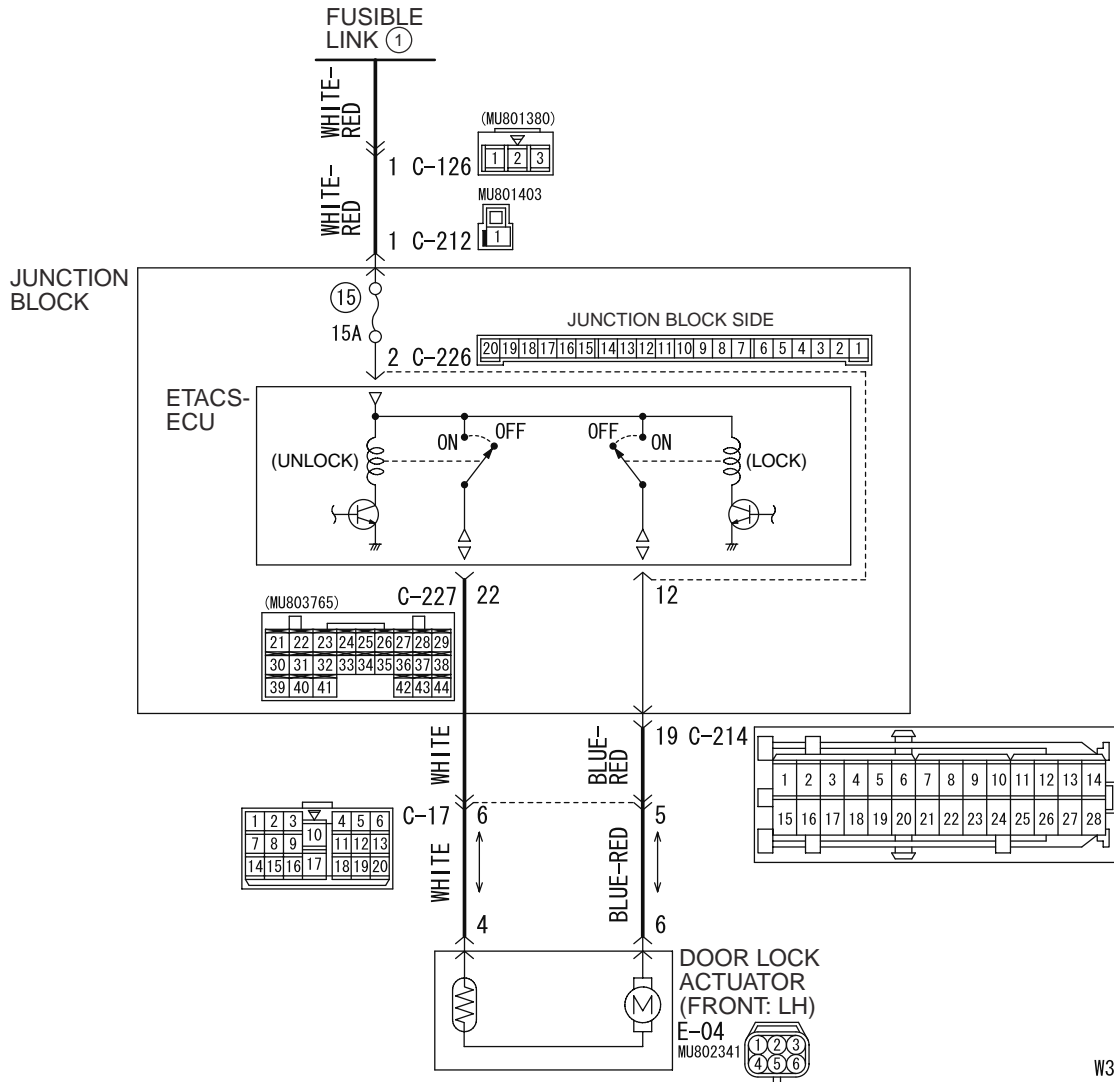 FUSIBLE
LINK ①
WHITE-
RED
(MU801380)
1 2 3
1 C-126
WHITE-
RED
MU801403
1
1 C-212
JUNCTION
BLOCK
⑮
15A
JUNCTION BLOCK SIDE
2 C-226
20 19 18 17 16 15 14 13 12 11 10 9 8 7 6 5 4 3 2 1
ETACS-
ECU
ON OFF
OFF ON
(UNLOCK)
(LOCK)
C-227 22
12
(MU803765)
21 22 23 24 25 26 27 28 29
30 31 32 33 34 35 36 37 38
39 40 41 42 43 44
WHITE
BLUE-
RED
19 C-214
1 2 3 4 5 6 7 8 9 10 11 12 13 14
15 16 17 18 19 20 21 22 23 24 25 26 27 28
C-17 6
5
1 2 3 4 5 6
7 8 9 10 11 12 13
14 15 16 17 18 19 20
WHITE
BLUE-RED
4
6
DOOR LOCK
ACTUATOR
(FRONT: LH)
M
E-04
MU802341
1 2 3
4 5 6
W3